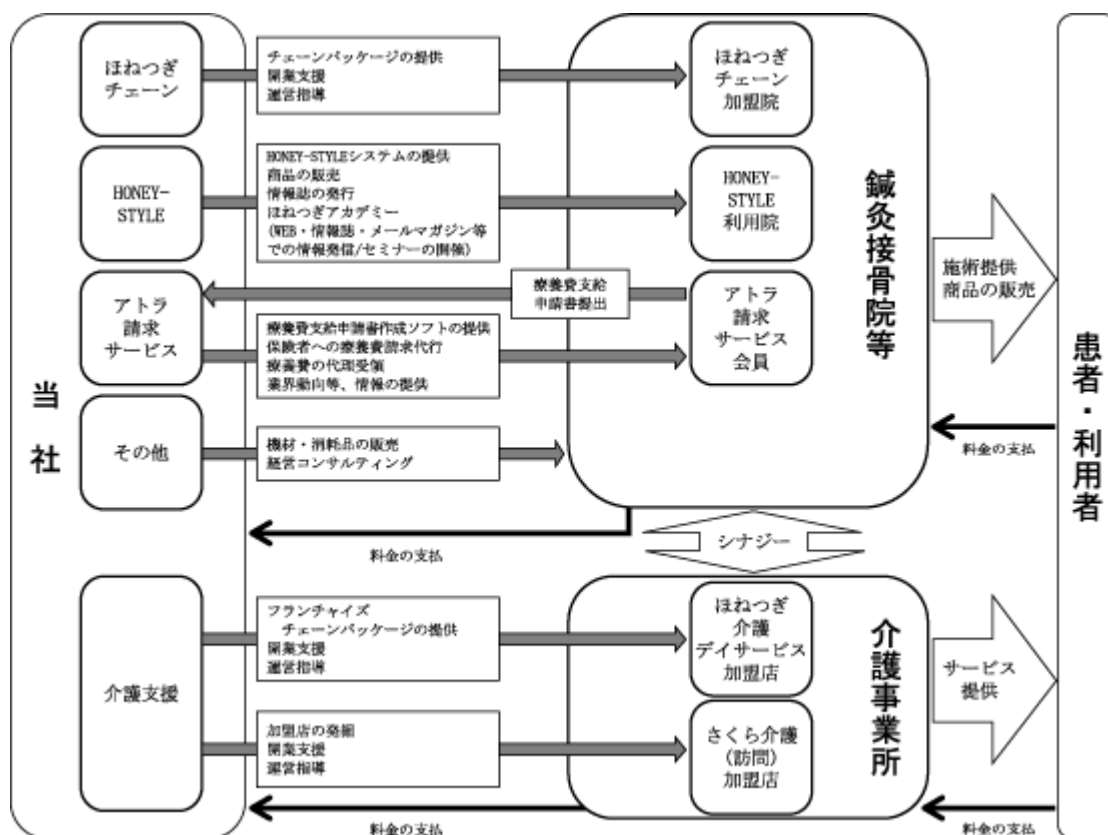 当社
ほねつぎ
チェーン
チェーンパッケージの提供
開業支援
運営指導
ほねつぎ
チェーン
加盟院
HONEY-
STYLE
HONEY-STYLEシステムの提供
商品の販売
情報誌の発行
ほねつぎアカデミー
(WEB・情報誌・メールマガジン等
での情報発信/セミナーの開催)
HONEY-
STYLE
利用院
アトラ
請求
サービス
療養費支給
申請書提出
療養費支給申請書作成ソフトの提供
保険者への療養費請求代行
療養費の代理受領
業界動向等、情報の提供
アトラ
請求
サービス
会員
その他
機材・消耗品の販売
経営コンサルティング
鍼灸接骨院等
施術提供
商品の販売
料金の支払
患者・利用者
料金の支払
シナジー
介護支援
フランチャイズ
チェーンパッケージの提供
開業支援
運営指導
ほねつぎ
介護
デイサービス
加盟店
加盟店の発掘
開業支援
運営指導
さくら介護
(訪問)
加盟店
介護事業所
サービス
提供
料金の支払
料金の支払